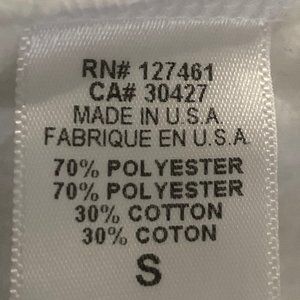 RN# 127461
CA# 30427
MADE IN U.S.A.
FABRIQUE EN U.S.A.
70% POLYESTER
70% POLYESTER
30% COTTON
30% COTON
S